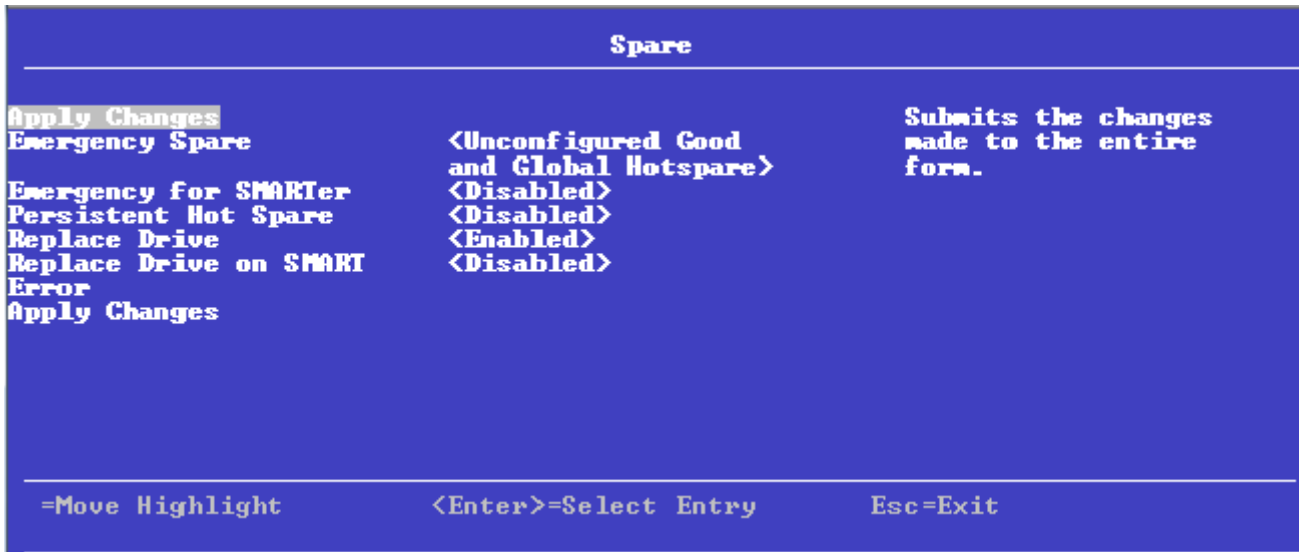 Spare
Apply Changes
Submits the changes
Emergency Spare <Unconfigured Good made to the entire
and Global Hotspare> form.
Emergency for SMARTer <Disabled>
Persistent Hot Spare <Disabled>
Replace Drive <Enabled>
Replace Drive on SMART <Disabled>
Error
Apply Changes
=Move Highlight <Enter>=Select Entry Esc=Exit